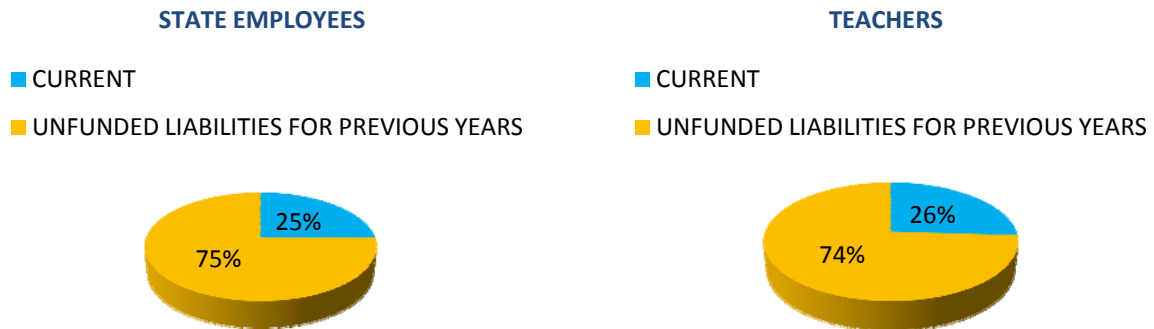 STATE EMPLOYEES
CURRENT
UNFUNDED LIABILITIES FOR PREVIOUS YEARS
25%
75%
TEACHERS
CURRENT
UNFUNDED LIABILITIES FOR PREVIOUS YEARS
26%
74%